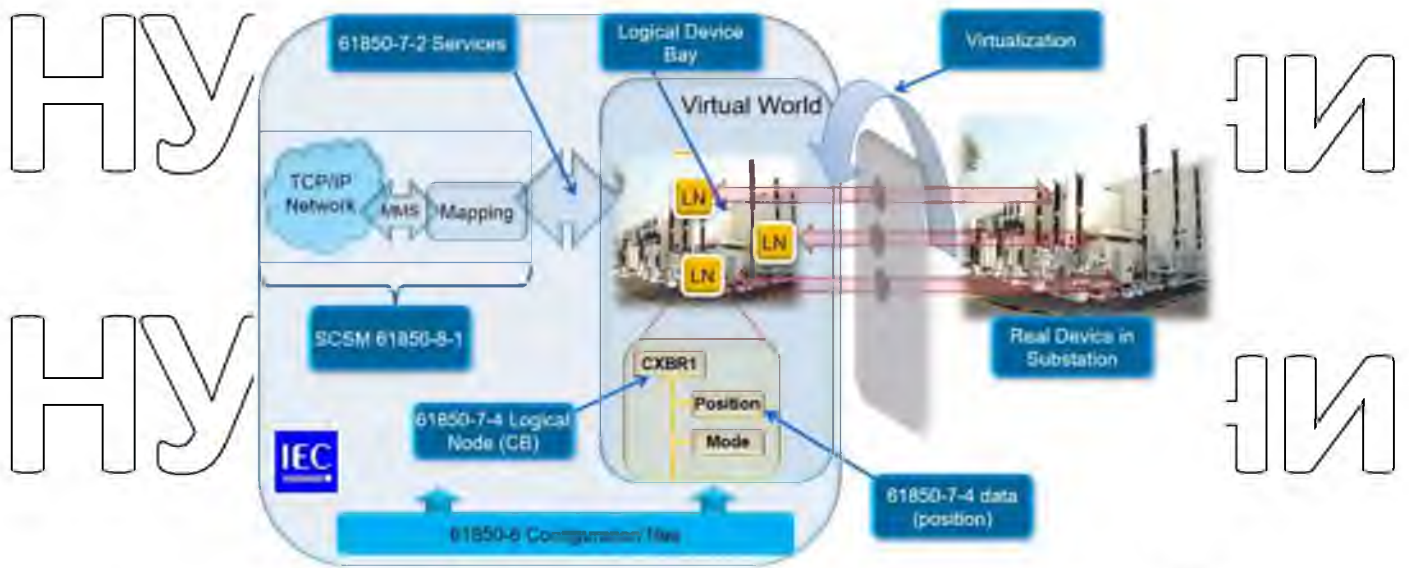 НУ
НИ
61850-7-2 Services
Logical Device
Bay
Virtualization
Virtual World
TCP/IP
Network
MMS
Mapping
LN
LN
LN
SCSM 61850-8-1
Real Device in
Substation
CXBR1
Position
Mode
61850-7-4 Logical
Node (CB)
НУ
НИ
IEC
61850-7-4 data
(position)
61850-6 Configuration files